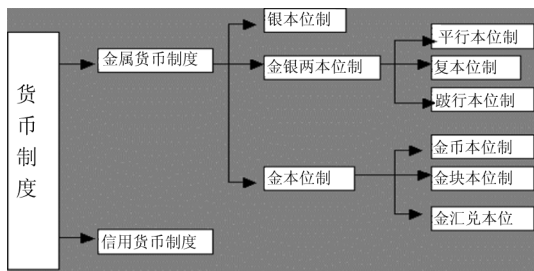 货币制度
金属货币制度
信用货币制度
银本位制
金银两本位制
金本位制
平行本位制
复本位制
跛行本位制
金币本位制
金块本位制
金汇兑本位